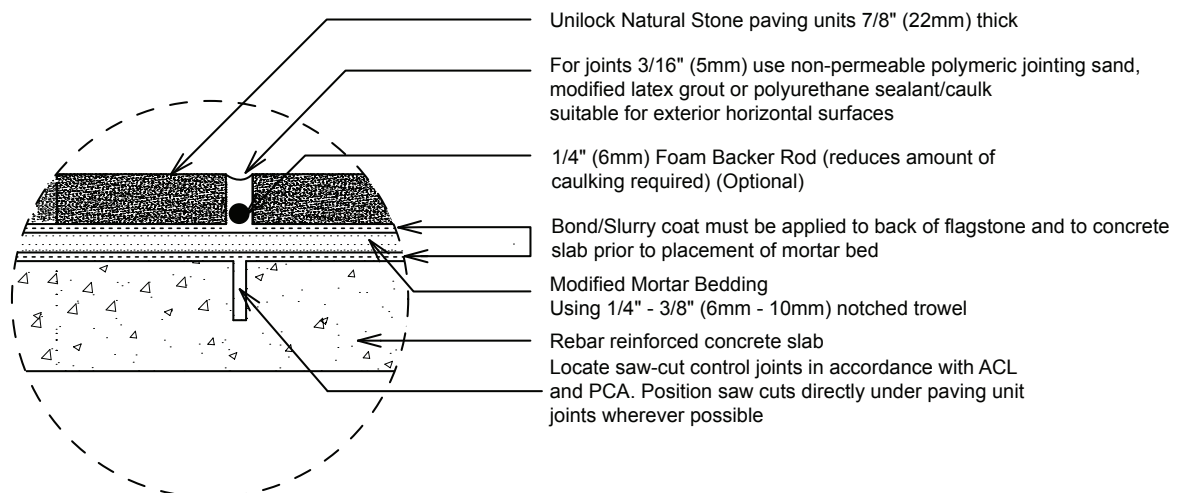 Unilock Natural Stone paving units 7/8" (22mm) thick
For joints 3/16" (5mm) use non-permeable polymeric jointing sand,
modified latex grout or polyurethane sealant/caulk
suitable for exterior horizontal surfaces
1/4" (6mm) Foam Backer Rod (reduces amount of
caulking required) (Optional)
Bond/Slurry coat must be applied to back of flagstone and to concrete
slab prior to placement of mortar bed
Modified Mortar Bedding
Using 1/4" - 3/8" (6mm - 10mm) notched trowel
Rebar reinforced concrete slab
Locate saw-cut control joints in accordance with ACL
and PCA. Position saw cuts directly under paving unit
joints wherever possible